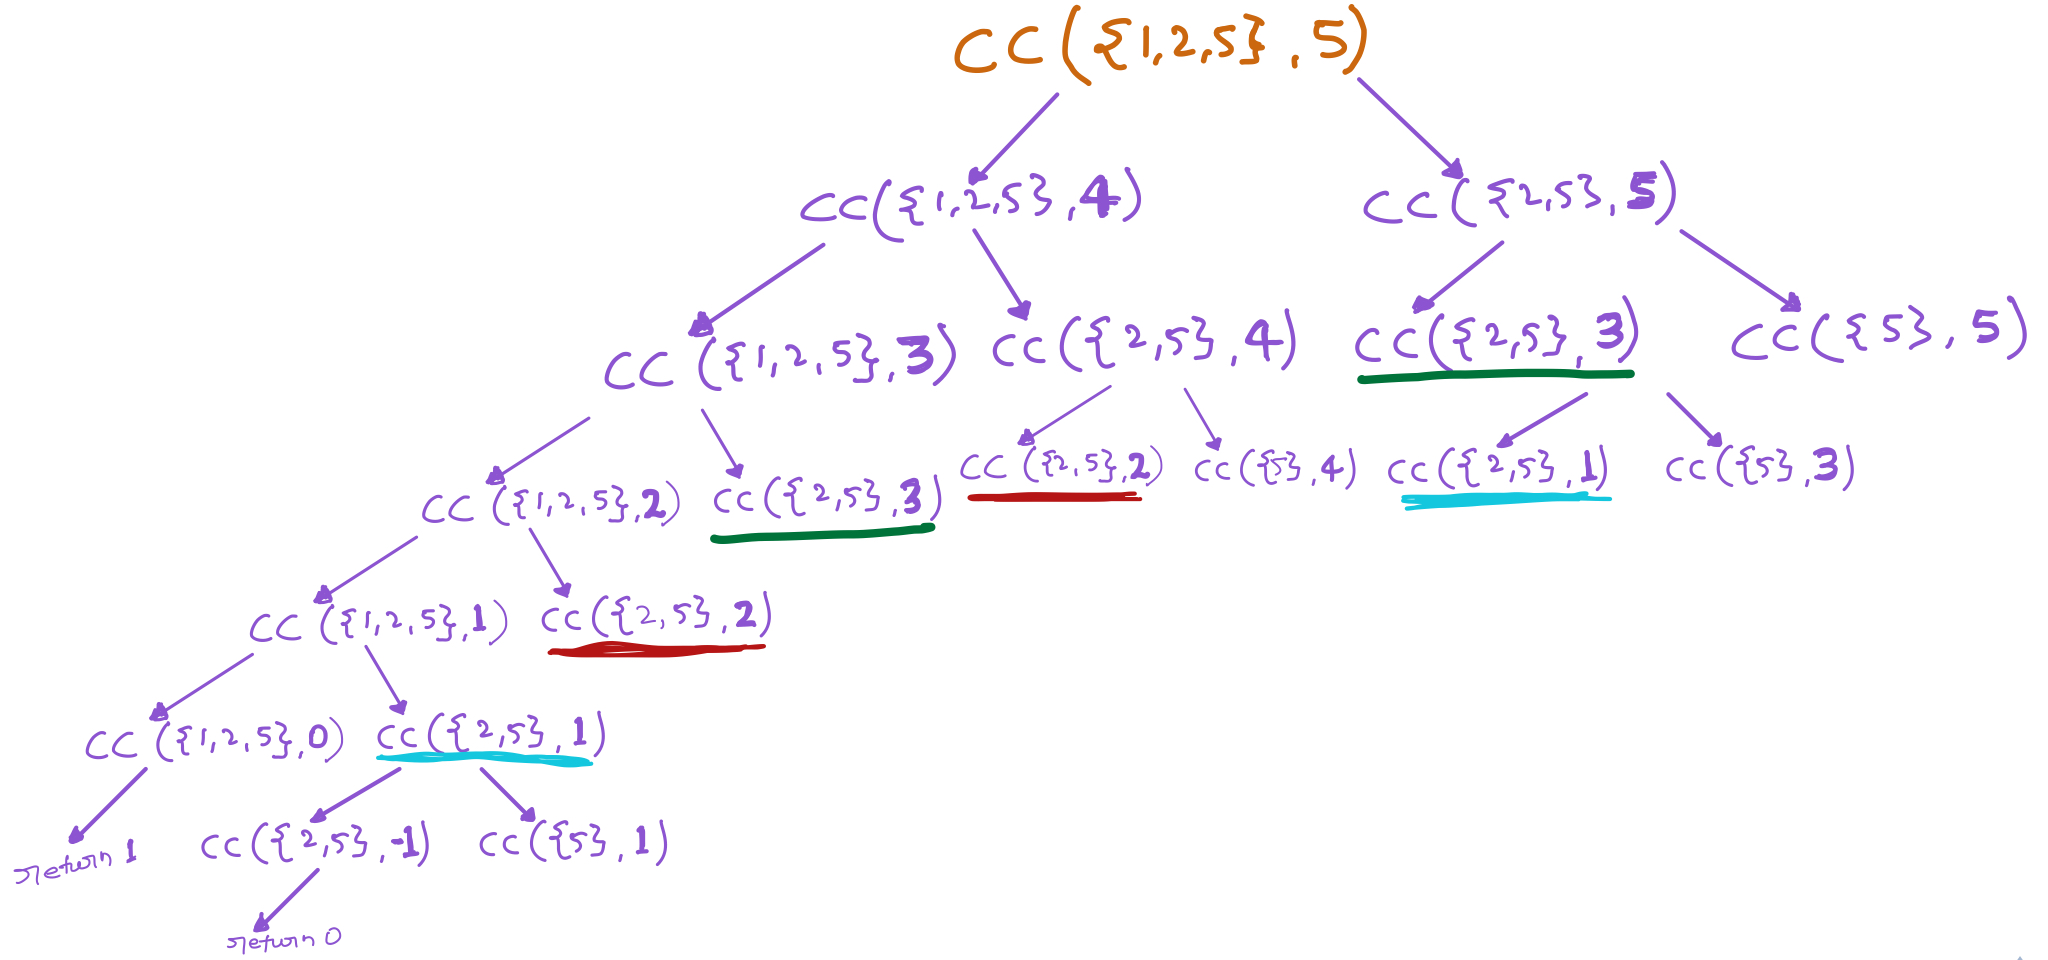 CC({1,2,5},5)
CC({1,2,5},4)
CC({2,5},5)
CC({1,2,5},3)
CC({2,5},4)
CC({2,5},3)
CC({5},5)
CC({1,2,5},2)
CC({2,5},3)
CC({2,5},2)
CC({5},4)
CC({2,5},1)
CC({5},3)
CC({1,2,5},1)
CC({2,5},2)
CC({1,2,5},0)
CC({2,5},1)
return 1
CC({2,5},-1)
CC({5},1)
return 0